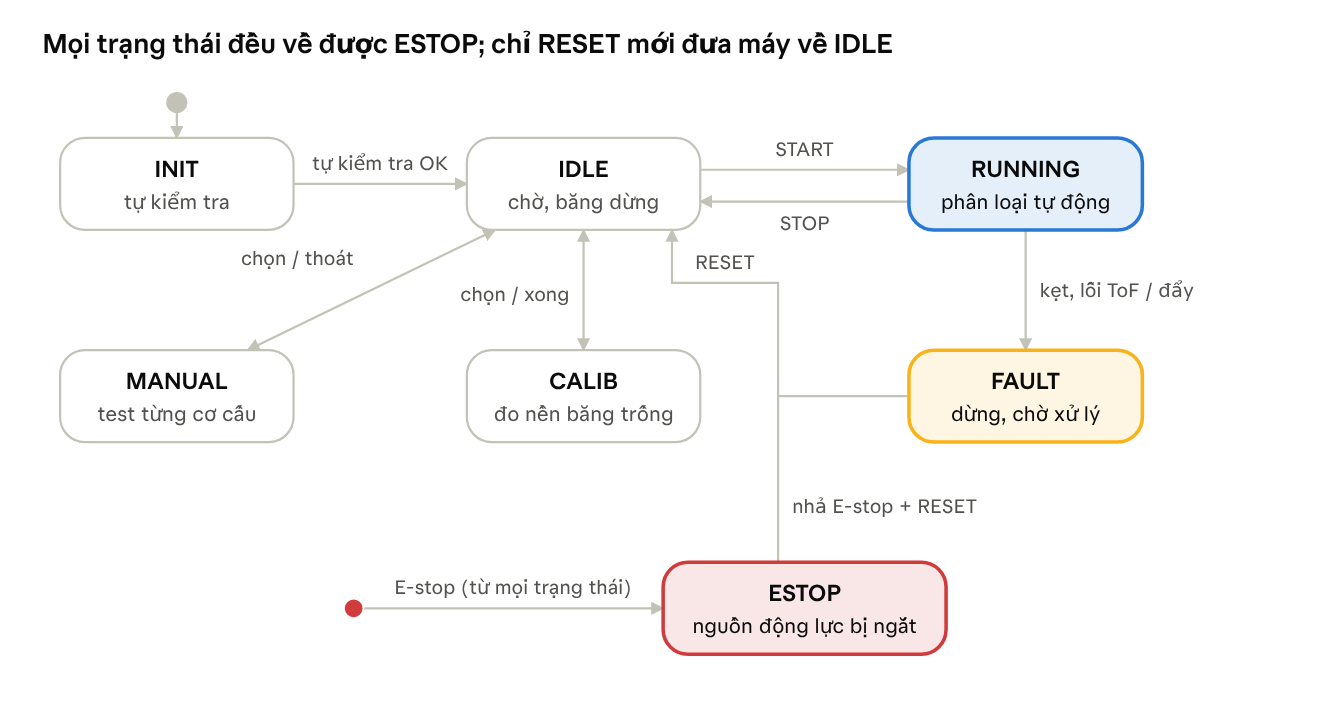 Mọi trạng thái đều về được ESTOP; chỉ RESET mới đưa máy về IDLE
INIT
tự kiểm tra
tự kiểm tra OK
IDLE
chờ, băng dừng
START
STOP
RUNNING
phân loại tự động
chọn / thoát
chọn / xong
RESET
kẹt, lỗi ToF / đẩy
MANUAL
test từng cơ cấu
CALIB
đo nền băng trống
FAULT
dừng, chờ xử lý
nhả E-stop + RESET
E-stop (từ mọi trạng thái)
ESTOP
nguồn động lực bị ngắt